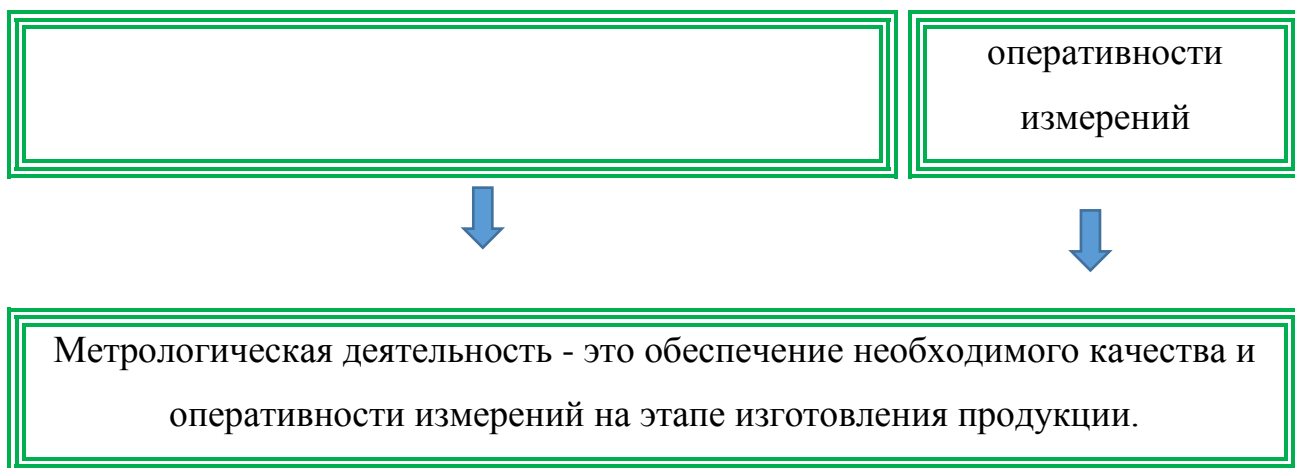 оперативности
измерений
Метрологическая деятельность - это обеспечение необходимого качества и
оперативности измерений на этапе изготовления продукции.